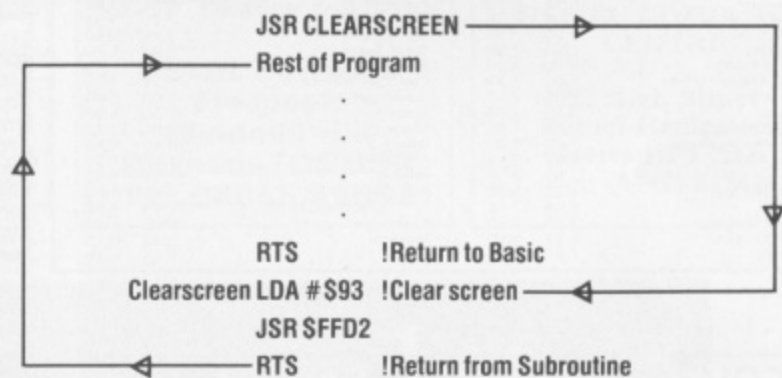 JSR CLEARSCREEN
Rest of Program
.
.
.
.
RTS !Return to Basic
Clearscreen LDA #$93 !Clear screen
JSR $FFD2
RTS !Return from Subroutine